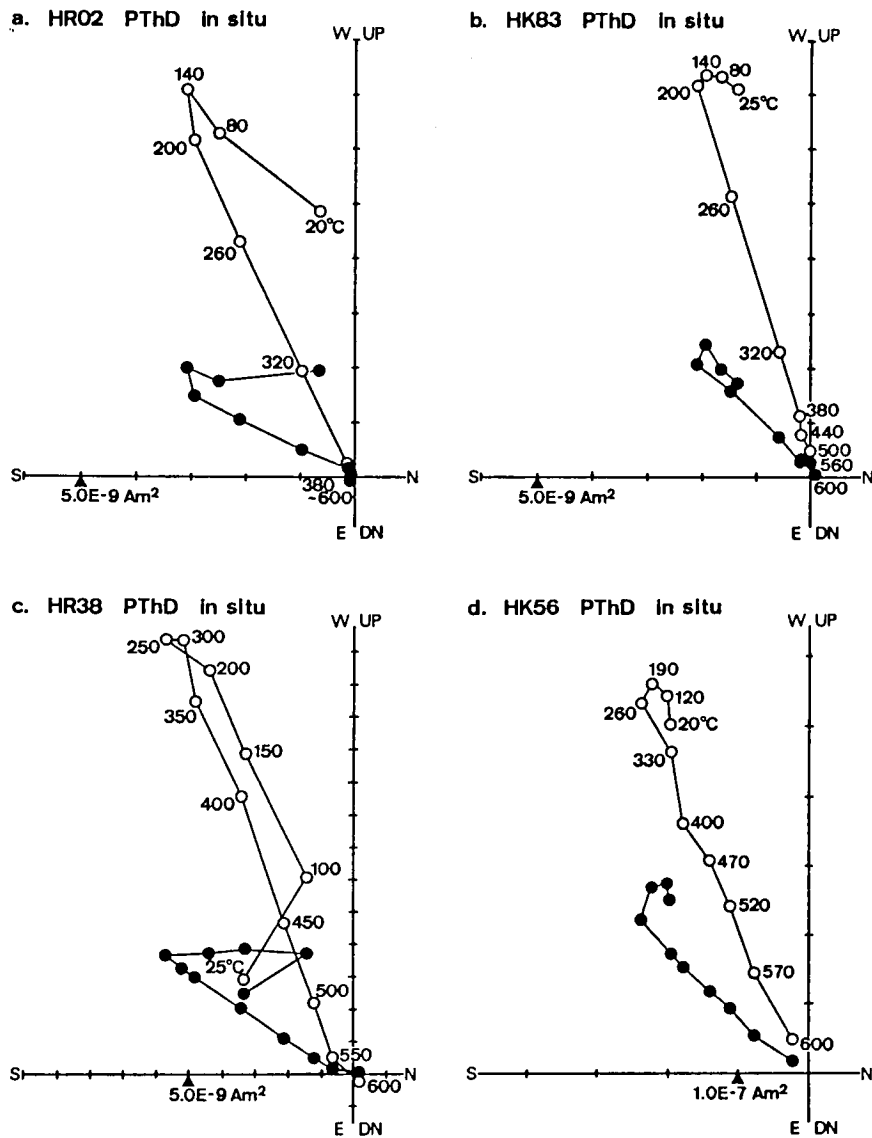 a. HR02 PThD in situ
W UP
140
80
200
20°C
260
320
S
N
5.0E-9 Am²
380
~600
E DN
b. HK83 PThD in situ
W UP
140
80
200
25°C
260
320
380
440
500
560
S
N
5.0E-9 Am²
600
E DN
c. HR38 PThD in situ
W UP
250
300
200
350
150
400
100
450
25°C
500
550
S
N
5.0E-9 Am²
600
E DN
d. HK56 PThD in situ
W UP
190
120
260
20°C
330
400
470
520
570
600
S
N
1.0E-7 Am²
E DN